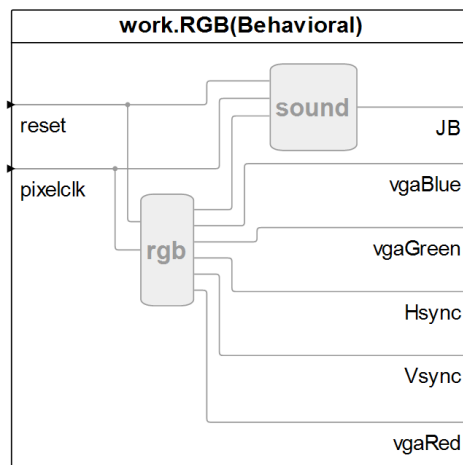 work.RGB(Behavioral)
sound
reset
JB
pixelclk
vgaBlue
rgb
vgaGreen
Hsync
Vsync
vgaRed